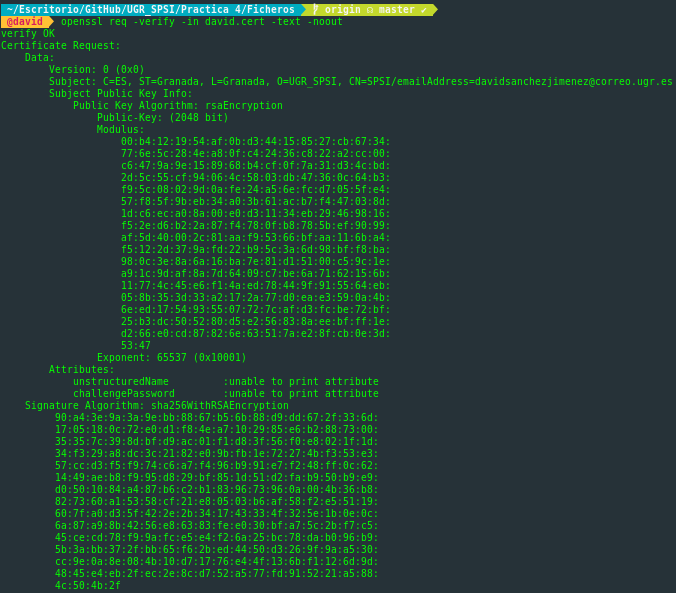 ~/Escritorio/GitHub/UGR_SPSI/Practica 4/Ficheros origin master ✔
@david openssl req -verify -in david.cert -text -noout
verify OK
Certificate Request:
Data:
Version: 0 (0x0)
Subject: C=ES, ST=Granada, L=Granada, O=UGR_SPSI, CN=SPSI/emailAddress=davidsanchezjimenez@correo.ugr.es
Subject Public Key Info:
Public Key Algorithm: rsaEncryption
Public-Key: (2048 bit)
Modulus:
00:b4:12:19:54:af:0b:d3:44:15:85:27:cb:67:34:
77:6e:5c:28:4e:a8:0f:c4:24:36:c8:22:a2:cc:00:
c6:47:9a:9e:15:89:68:b4:cf:0f:7a:31:d3:4c:bd:
2d:5c:55:cf:94:06:4c:58:03:db:47:36:0c:64:b3:
f9:5c:08:02:9d:0a:fe:24:a5:6e:fc:d7:05:5f:e4:
57:f8:5f:9b:eb:34:a0:3b:61:ac:b7:f4:47:03:8d:
1d:c6:ec:a0:8a:00:e0:d3:11:34:eb:29:46:98:16:
f5:2e:d6:b2:2a:87:f4:78:0f:b8:78:5b:ef:90:99:
af:5d:40:00:2c:81:aa:f9:53:66:bf:aa:11:6b:a4:
f5:12:2d:37:9a:fd:22:b9:5c:3a:6d:98:bf:f8:ba:
98:0c:3e:8a:6a:16:ba:7e:81:d1:51:00:c5:9c:1e:
a9:1c:9d:af:8a:7d:64:09:c7:be:6a:71:62:15:6b:
11:77:4c:45:e6:f1:4a:ed:78:44:9f:91:55:64:eb:
05:8b:35:3d:33:a2:17:2a:77:d0:ea:e3:59:0a:4b:
6e:ed:17:54:93:55:07:72:7c:af:d3:fc:be:72:bf:
25:b3:dc:50:52:80:d5:e2:56:83:8a:ee:bf:ff:1e:
d2:66:e0:cd:87:82:6e:63:51:7a:e2:8f:cb:0e:3d:
53:47
Exponent: 65537 (0x10001)
Attributes:
unstructuredName :unable to print attribute
challengePassword :unable to print attribute
Signature Algorithm: sha256WithRSAEncryption
90:a4:3e:9a:3a:9e:bb:88:67:b5:6b:88:d9:dd:67:2f:33:6d:
17:05:18:0c:72:e0:d1:f8:4e:a7:10:29:85:e6:b2:88:73:00:
35:35:7c:39:8d:bf:d9:ac:01:f1:d8:3f:56:f0:e8:02:1f:1d:
34:f3:29:a8:dc:3c:21:82:e0:9b:fb:1e:72:27:4b:f3:53:e3:
57:cc:d3:f5:f9:74:c6:a7:f4:96:b9:91:e7:f2:48:ff:0c:62:
14:49:ae:b8:f9:95:d8:29:bf:85:1d:51:d2:fa:b9:50:b9:e9:
d0:50:10:84:a4:87:b6:c2:b1:83:96:73:96:0a:00:4b:36:b8:
82:73:60:a1:53:58:cf:21:e8:05:03:b6:af:58:f2:e5:51:19:
60:7f:a0:d3:5f:42:2e:2b:34:17:43:33:4f:32:5e:1b:0e:0c:
6a:87:a9:8b:42:56:e8:63:83:fe:e0:30:bf:a7:5c:2b:f7:c5:
45:ce:cd:78:f9:9a:fc:e5:e4:f2:6a:25:bc:78:da:b0:96:b9:
5b:3a:bb:37:2f:bb:65:f6:2b:ed:44:50:d3:26:9f:9a:a5:30:
cc:9e:0a:8e:08:4b:10:d7:17:76:e4:4f:13:6b:f1:12:6d:9d:
48:45:e4:eb:2f:ec:2e:8c:d7:52:a5:77:fd:91:52:21:a5:88:
4c:50:4b:2f